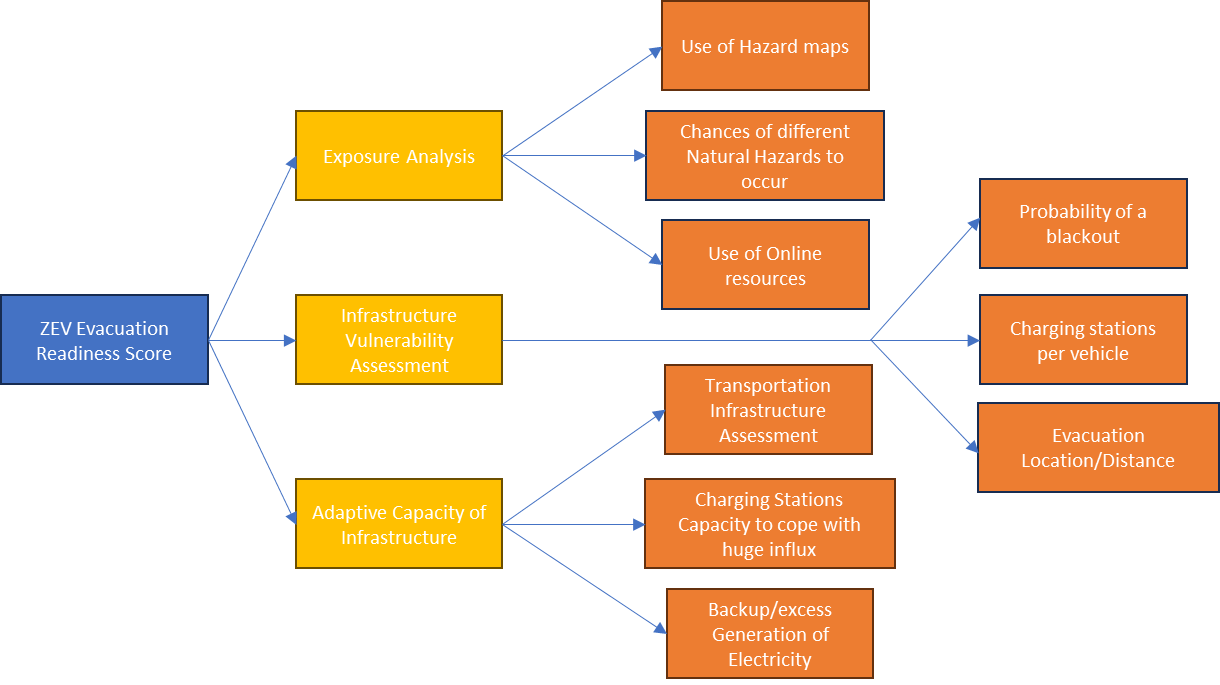 ZEV Evacuation
Readiness Score
Exposure Analysis
Infrastructure
Vulnerability
Assessment
Adaptive Capacity of
Infrastructure
Use of Hazard maps
Chances of different
Natural Hazards to
occur
Use of Online
resources
Probability of a
blackout
Charging stations
per vehicle
Evacuation
Location/Distance
Transportation
Infrastructure
Assessment
Charging Stations
Capacity to cope with
huge influx
Backup/excess
Generation of
Electricity